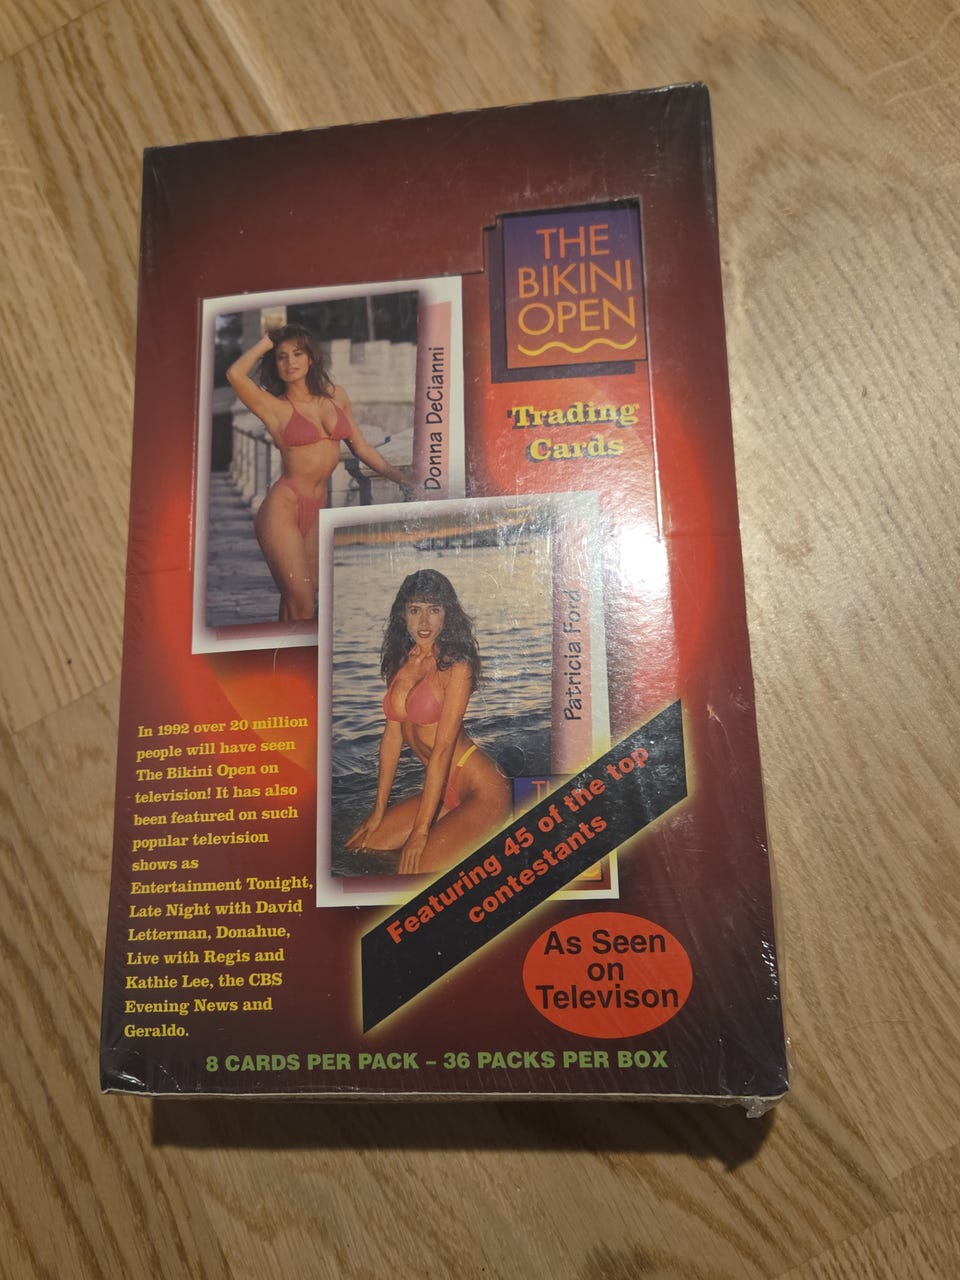 THE
BIKINI
OPEN
Trading
Cards
Donna DeCianni
Patricia Ford
Featuring 45 of the top
contestants
In 1992 over 20 million
people will have seen
The Bikini Open on
television! It has also
been featured on such
popular television
shows as
Entertainment Tonight,
Late Night with David
Letterman, Donahue,
Live with Regis and
Kathie Lee, the CBS
Evening News and
Geraldo.
As Seen
on
Televison
8 CARDS PER PACK – 36 PACKS PER BOX